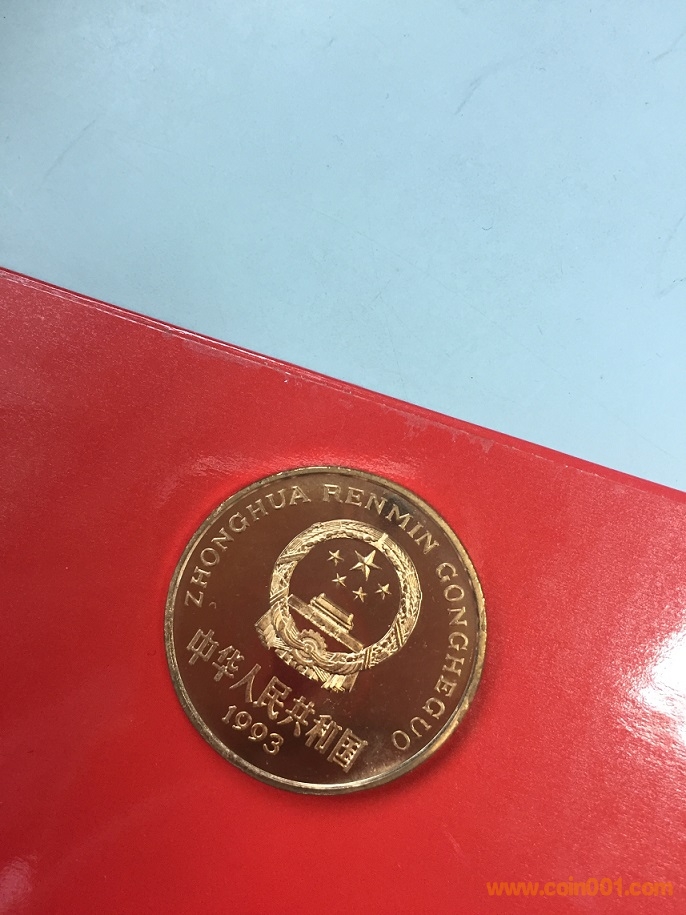 ZHONGHUA RENMIN GONGHEGUO
中华人民共和国
1993
www.coin001.com